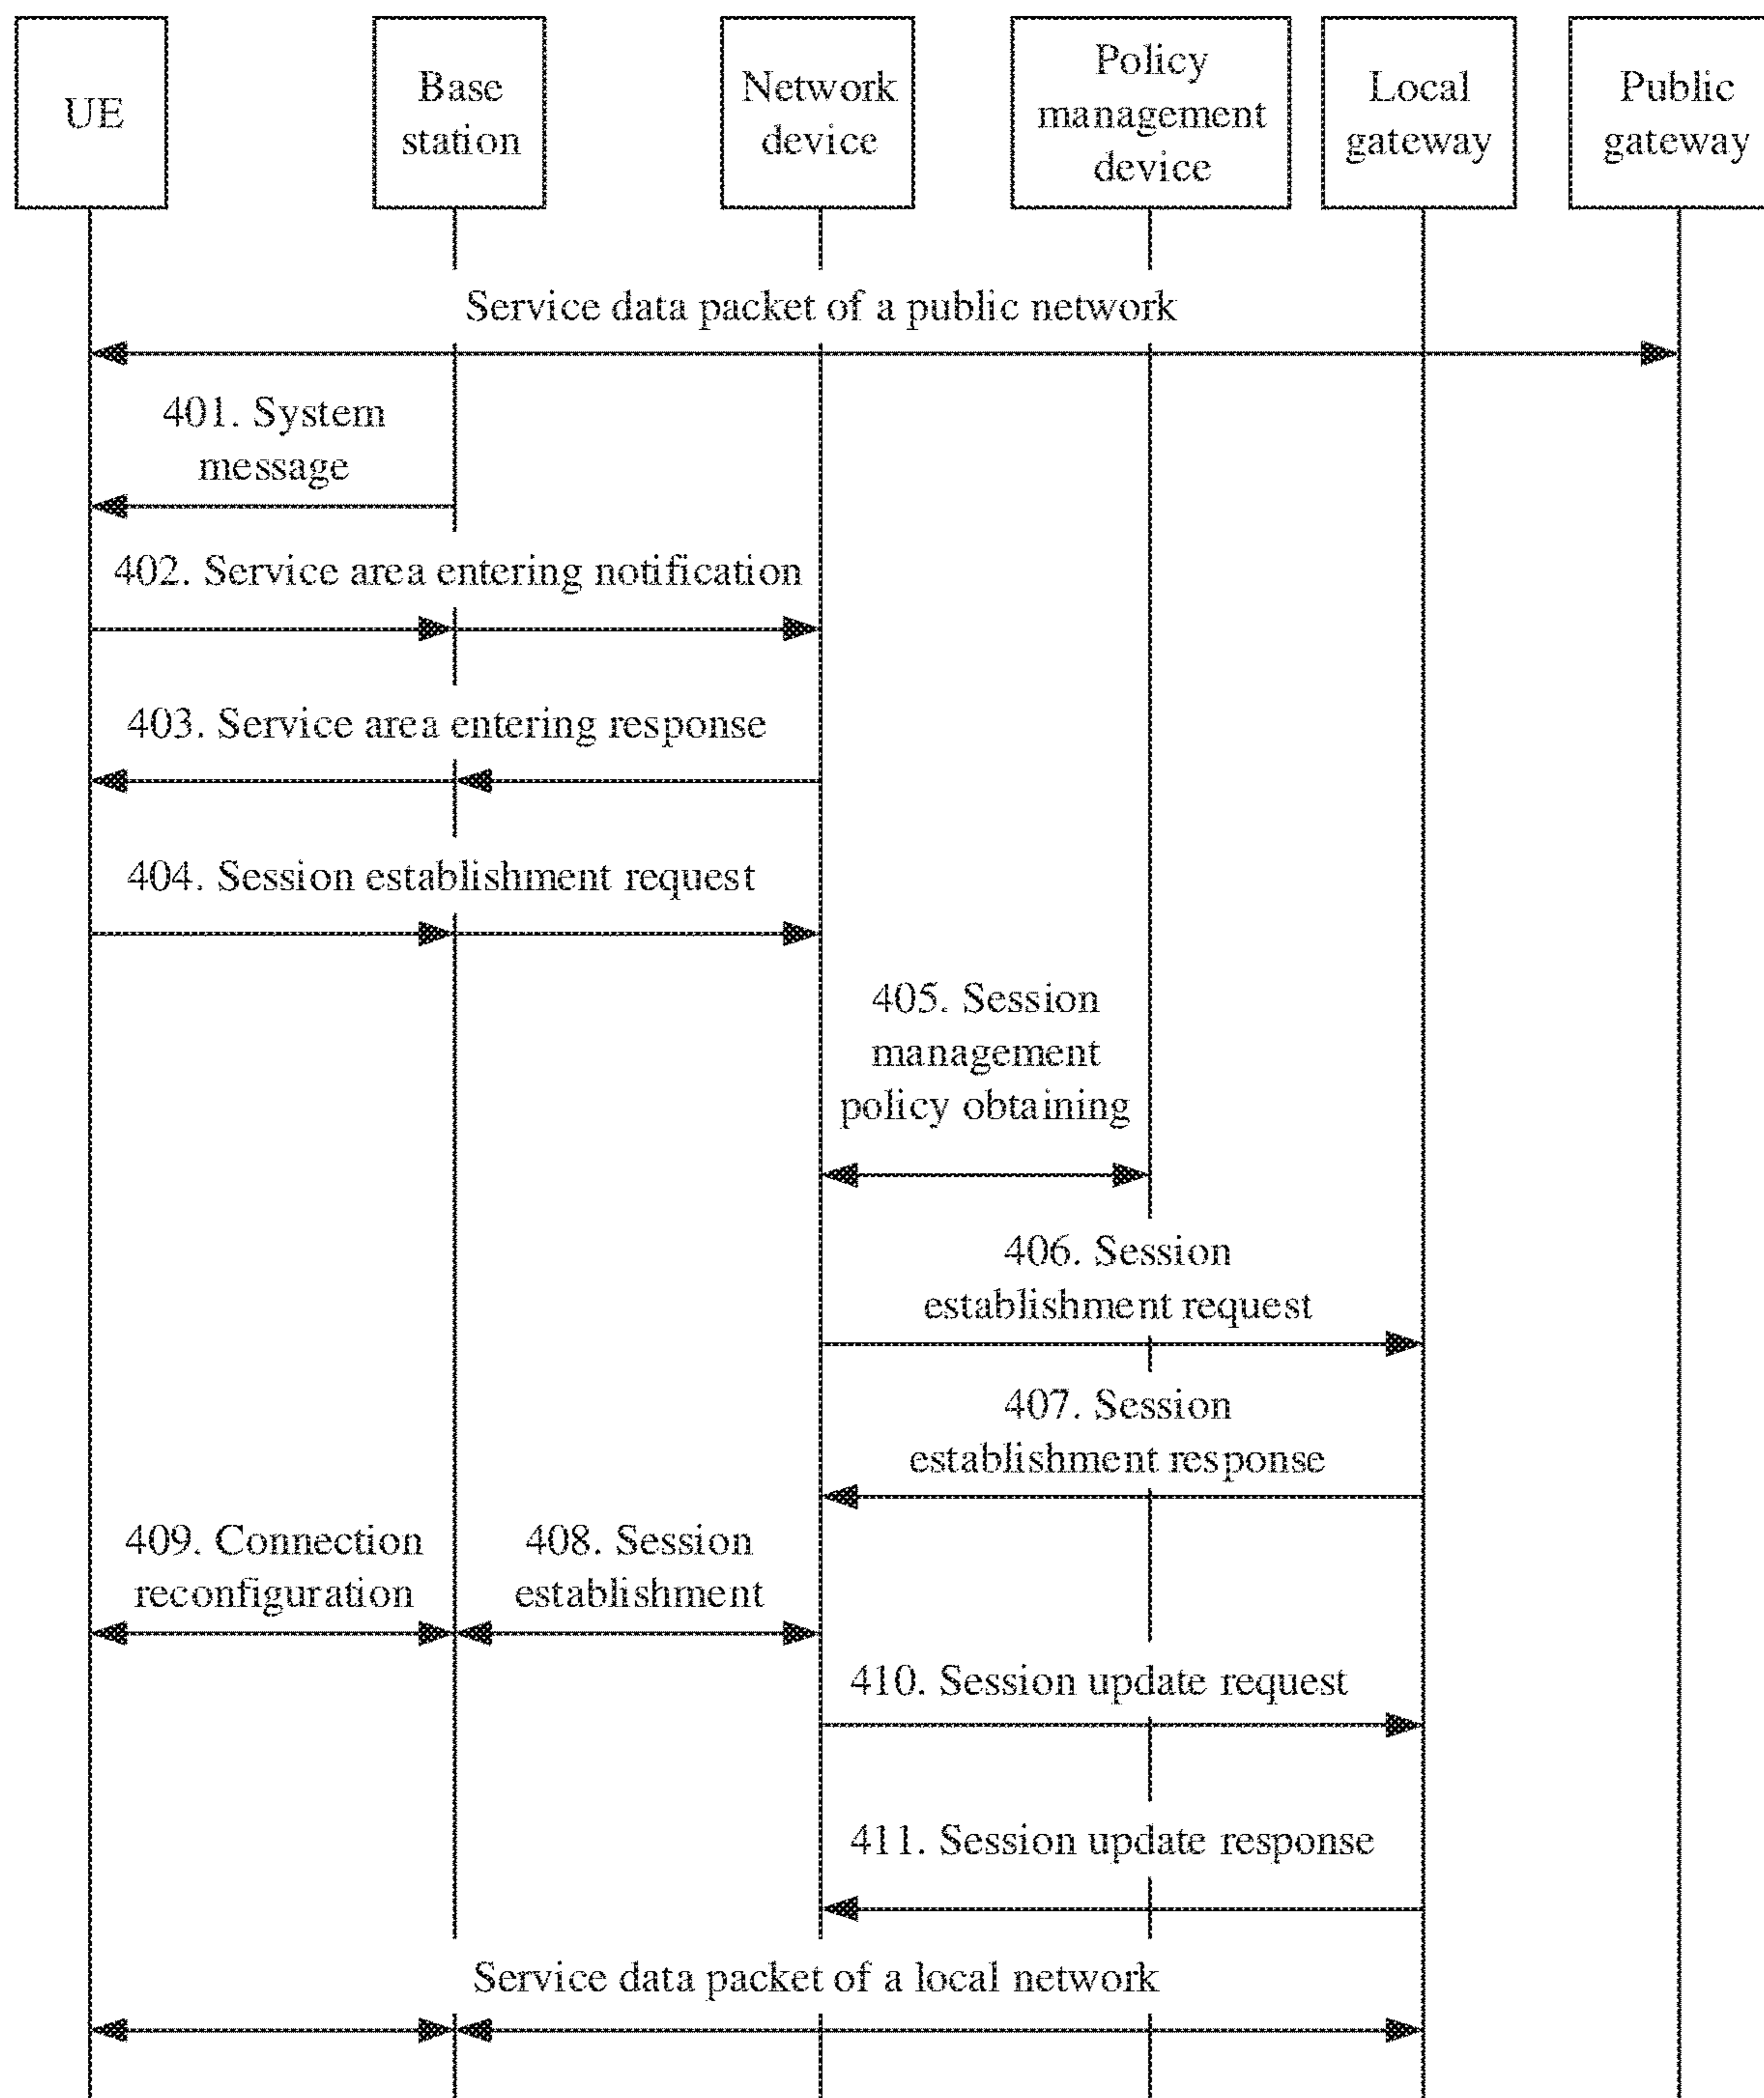 UE
Base
station
Network
device
Policy
management
device
Local
gateway
Public
gateway
Service data packet of a public network
401. System
message
402. Service area entering notification
403. Service area entering response
404. Session establishment request
405. Session
management
policy obtaining
406. Session
establishment request
407. Session
establishment response
409. Connection
reconfiguration
408. Session
establishment
410. Session update request
411. Session update response
Service data packet of a local network